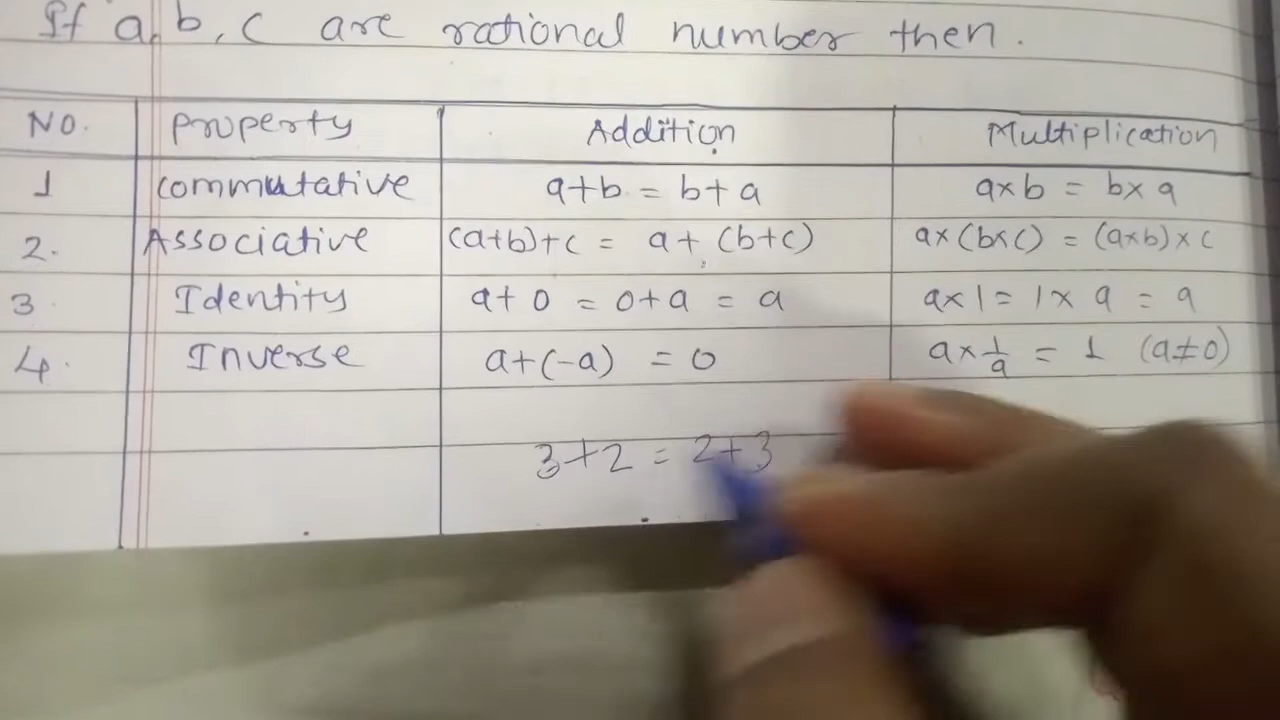 If a, b, c are rational number then.
NO. Property Addition Multiplication
1 Commutative a+b = b+a a×b = b×a
2. Associative (a+b)+c = a+(b+c) a×(b×c) = (a×b)×c
3 Identity a+0 = 0+a = a a×1 = 1×a = a
4. Inverse a+(-a) = 0 a×1/a = 1 (a≠0)
3+2 = 2+3